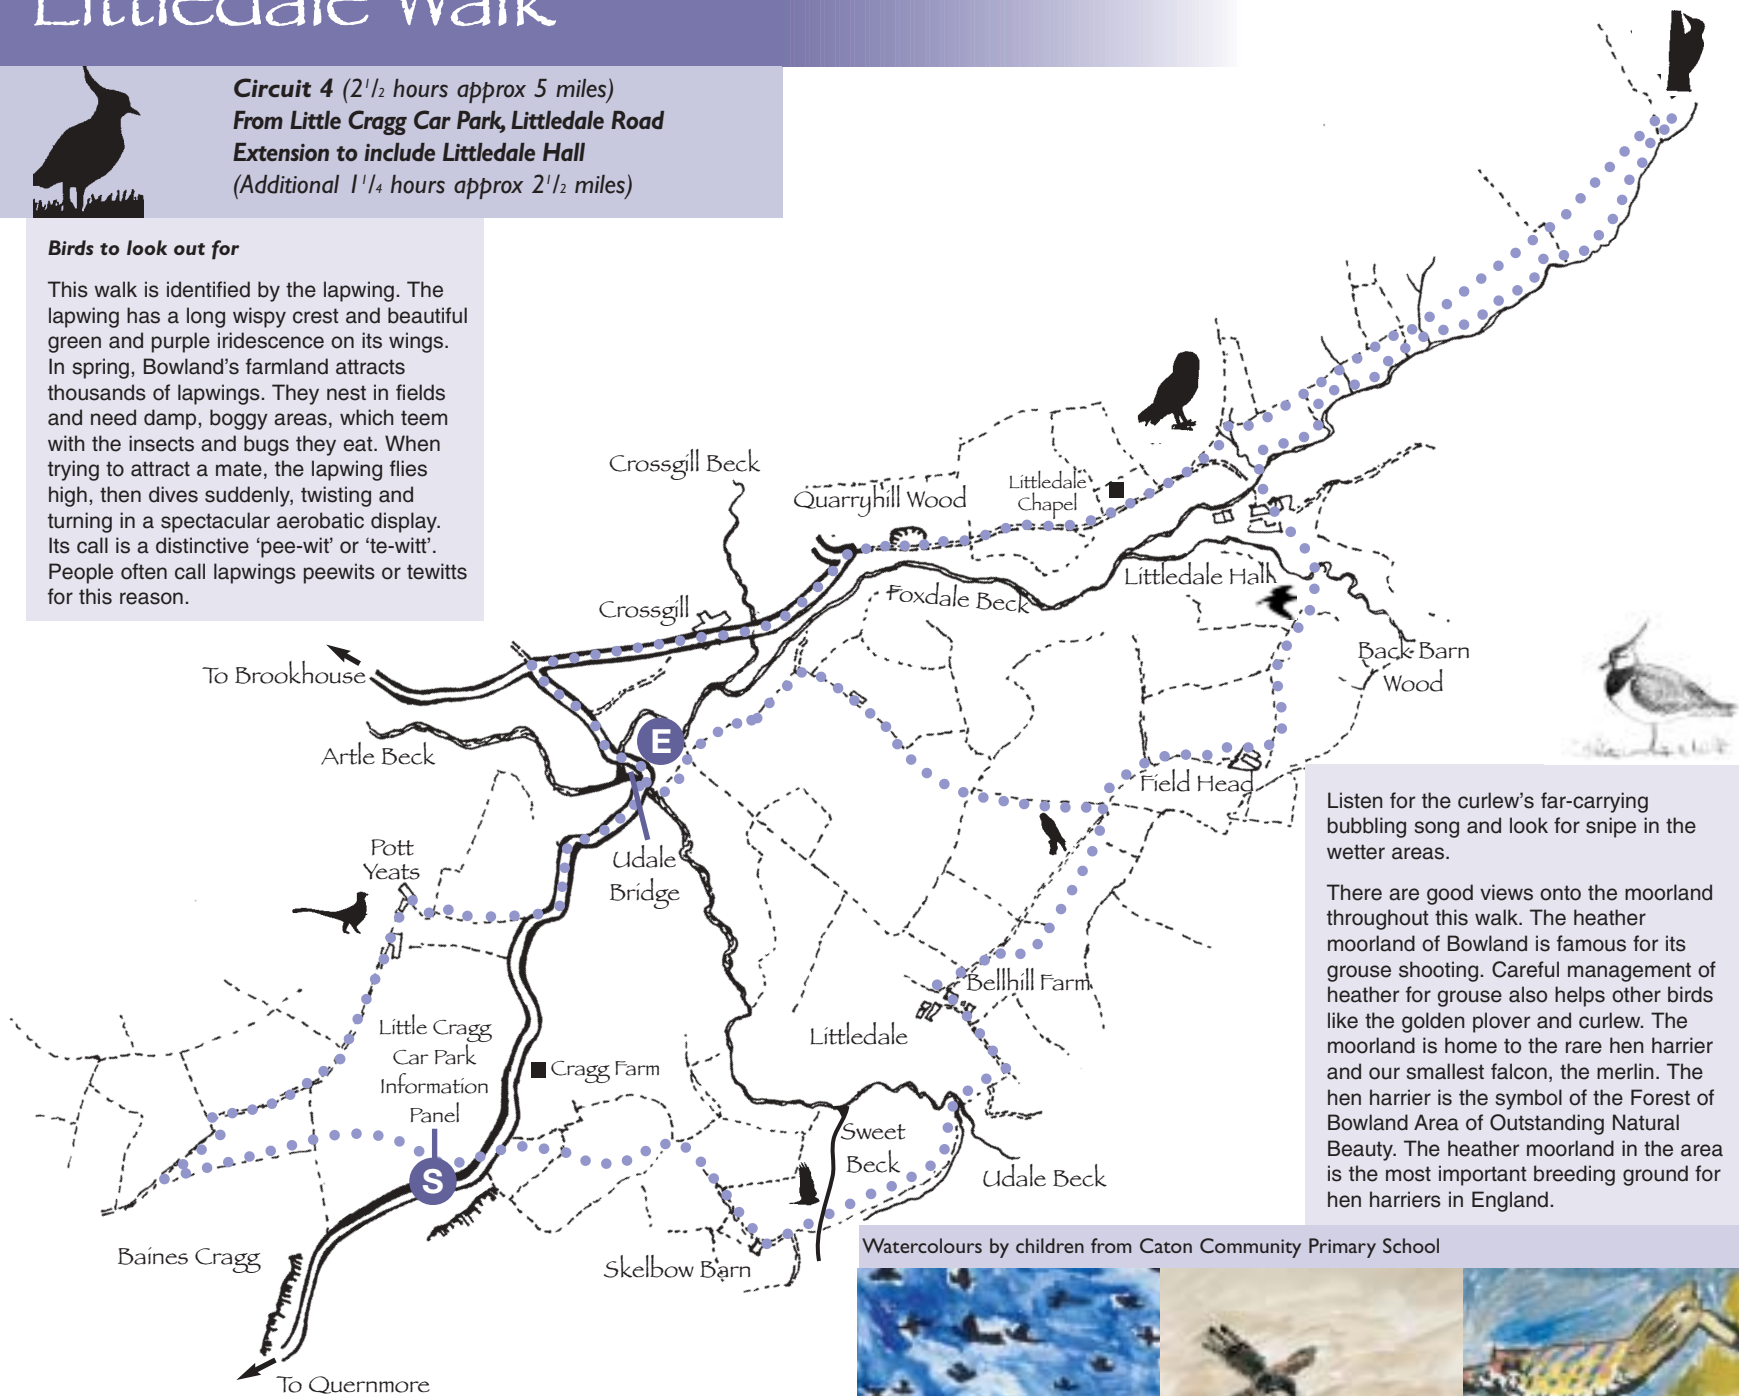 Littledale Walk
Circuit 4 (2 1/2 hours approx 5 miles)
From Little Cragg Car Park, Littledale Road
Extension to include Littledale Hall
(Additional 1 1/4 hours approx 2 1/2 miles)
Birds to look out for
This walk is identified by the lapwing. The
lapwing has a long wispy crest and beautiful
green and purple iridescence on its wings.
In spring, Bowland's farmland attracts
thousands of lapwings. They nest in fields
and need damp, boggy areas, which teem
with the insects and bugs they eat. When
trying to attract a mate, the lapwing flies
high, then dives suddenly, twisting and
turning in a spectacular aerobatic display.
Its call is a distinctive ‘pee-wit’ or ‘te-witt’.
People often call lapwings peewits or tewitts
for this reason.
Crossgill Beck
Quarryhill Wood
Littledale
Chapel
Crossgill
Foxdale Beck
Littledale Hall
To Brookhouse
Back Barn
Wood
Artle Beck
E
Field Head
Pott
Yeats
Udale
Bridge
Bellhill Farm
Littledale
Little Cragg
Car Park
Information
Panel
Cragg Farm
S
Sweet
Beck
Udale Beck
Baines Cragg
Skelbow Barn
To Quernmore
Listen for the curlew's far-carrying
bubbling song and look for snipe in the
wetter areas.
There are good views onto the moorland
throughout this walk. The heather
moorland of Bowland is famous for its
grouse shooting. Careful management of
heather for grouse also helps other birds
like the golden plover and curlew. The
moorland is home to the rare hen harrier
and our smallest falcon, the merlin. The
hen harrier is the symbol of the Forest of
Bowland Area of Outstanding Natural
Beauty. The heather moorland in the area
is the most important breeding ground for
hen harriers in England.
Watercolours by children from Caton Community Primary School